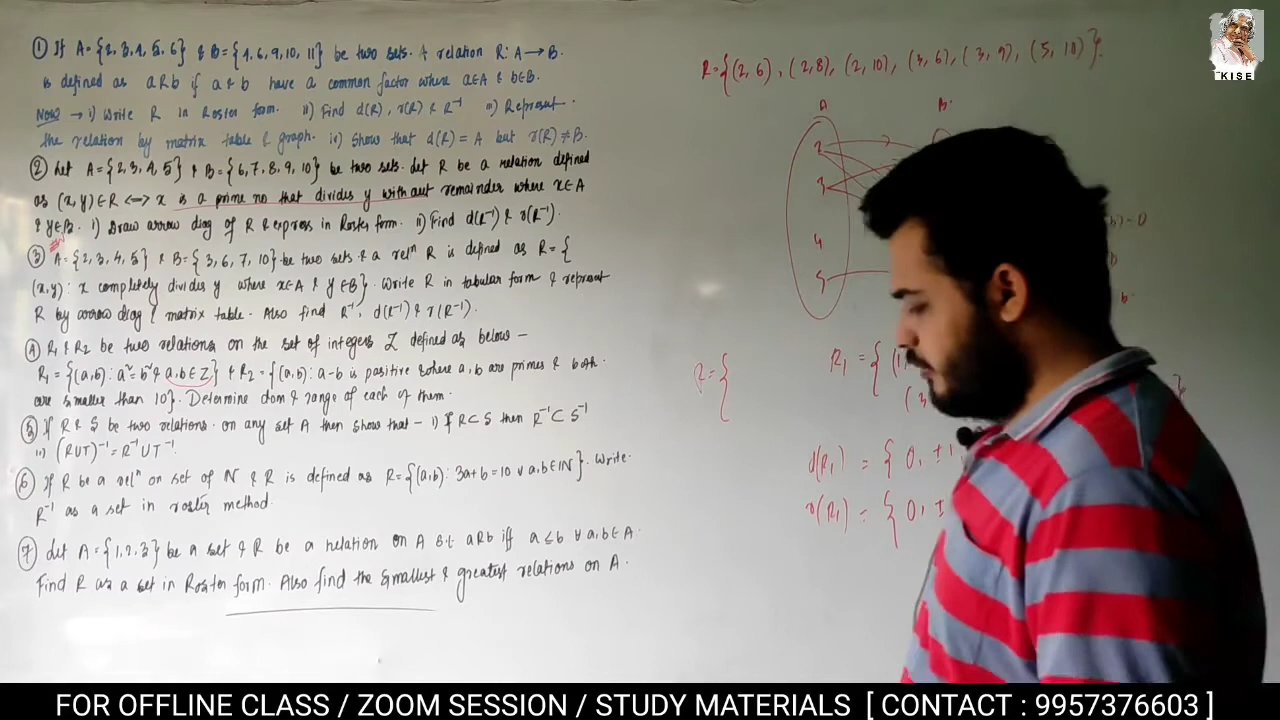 ① If A = {2, 3, 4, 5, 6} & B = {4, 6, 9, 10, 11} be two sets. A relation R: A → B.
is defined as aRb if a & b have a common factor where a∈A & b∈B.
Now → i) Write R in Roster form. ii) Find d(R), r(R) & R⁻¹ iii) Represent
the relation by matrix table & graph. iv) Show that d(R) = A but r(R) ≠ B.
② Let A = {2, 3, 4, 5} & B = {6, 7, 8, 9, 10} be two sets. Let R be a relation defined
as (x, y) ∈ R <=> x is a prime no that divides y without remainder where x∈A
& y∈B. i) Draw arrow diag of R & express in Roster form. ii) Find d(R⁻¹) & r(R⁻¹).
③ A = {2, 3, 4, 5} & B = {3, 6, 7, 10} be two sets & a relⁿ R is defined as R = {
(x, y): x completely divides y where x∈A & y∈B}. Write R in tabular form & represent
R by arrow diag & matrix table. Also find R⁻¹, d(R⁻¹) & r(R⁻¹).
④ R₁ & R₂ be two relations on the set of integers Z defined as below –
R₁ = {(a, b): a² = b² & a, b ∈ Z} & R₂ = {(a, b): a-b is positive where a, b are primes & both
are smaller than 10}. Determine dom & range of each of them.
⑤ If R & S be two relations on any set A then show that – i) If R⊂S then R⁻¹⊂S⁻¹
ii) (RUT)⁻¹ = R⁻¹UT⁻¹.
⑥ If R be a relⁿ on set of N & R is defined as R = {(a, b): 3a+b = 10 ∀ a, b∈N}. Write
R⁻¹ as a set in roster method.
⑦ Let A = {1, 2, 3} be a set & R be a relation on A s.t. aRb iff a ≤ b ∀ a, b ∈ A.
Find R as a set in Roster form. Also find the smallest & greatest relations on A.
R = {(2, 6), (2, 8), (2, 10), (3, 6), (3, 9), (5, 10)}
A B
2
3
4
5
R = {
R₁ = {(1,
(3
d(R₁) = {0, ±1
r(R₁) = {0, ±
KISE
FOR OFFLINE CLASS / ZOOM SESSION / STUDY MATERIALS [ CONTACT : 9957376603 ]